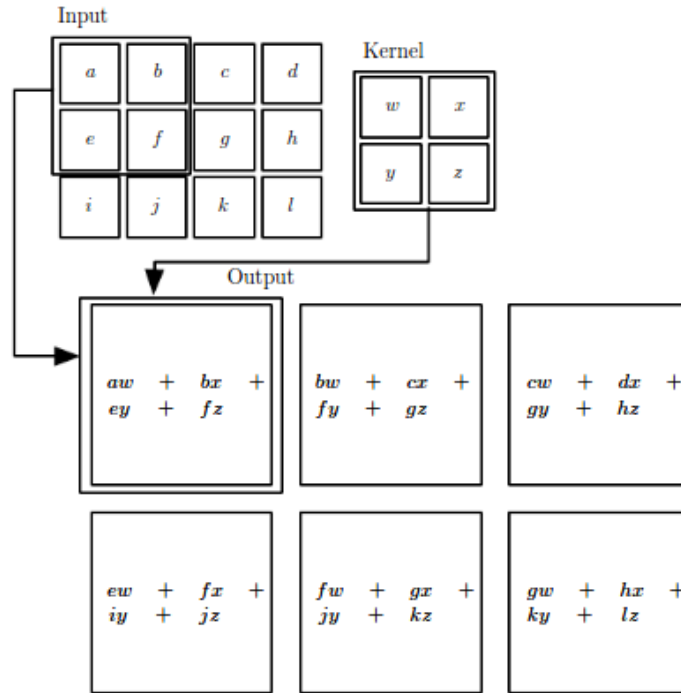 Input
a b c d
e f g h
i j k l
Kernel
w x
y z
Output
aw + bx +
ey + fz
bw + cx +
fy + gz
cw + dx +
gy + hz
ew + fx +
iy + jz
fw + gx +
jy + kz
gw + hx +
ky + lz